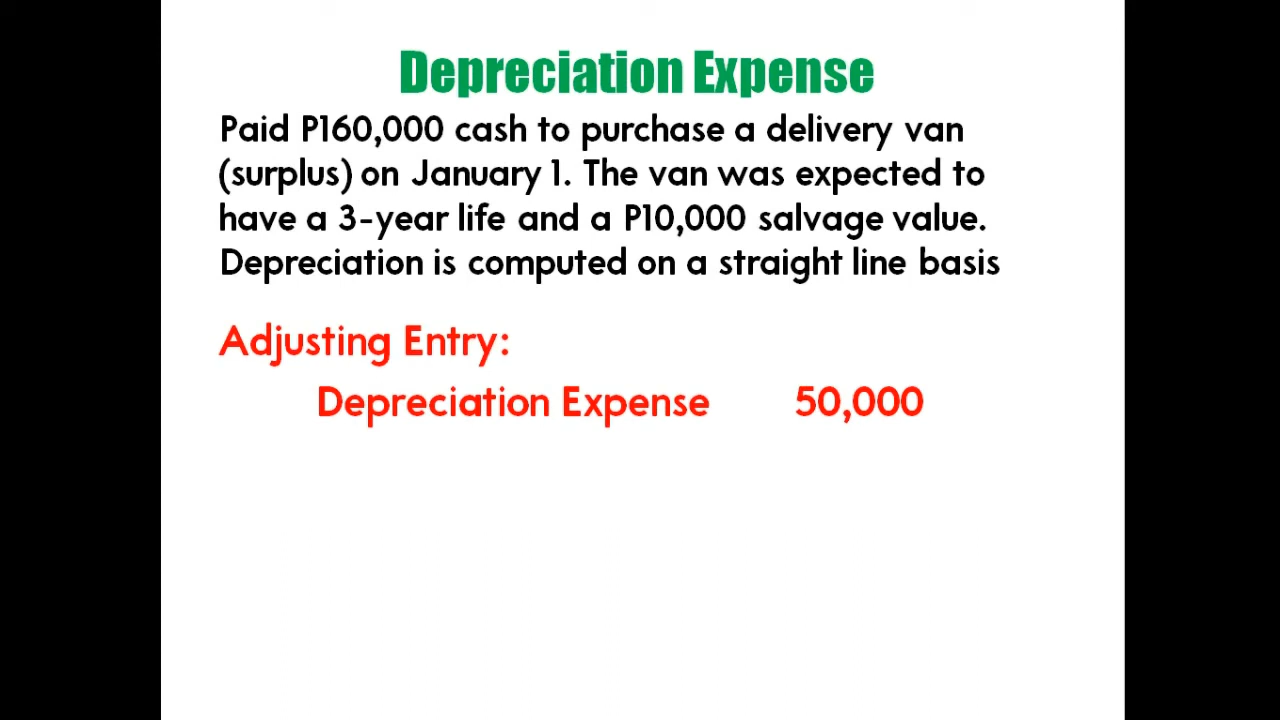 Depreciation Expense
Paid P160,000 cash to purchase a delivery van
(surplus) on January 1. The van was expected to
have a 3-year life and a P10,000 salvage value.
Depreciation is computed on a straight line basis
Adjusting Entry:
Depreciation Expense 50,000